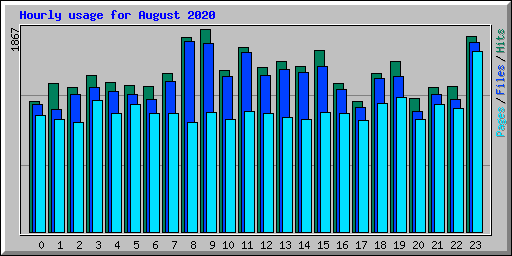 Hourly usage for August 2020
1867
Pages / Files / Hits
0 1 2 3 4 5 6 7 8 9 10 11 12 13 14 15 16 17 18 19 20 21 22 23